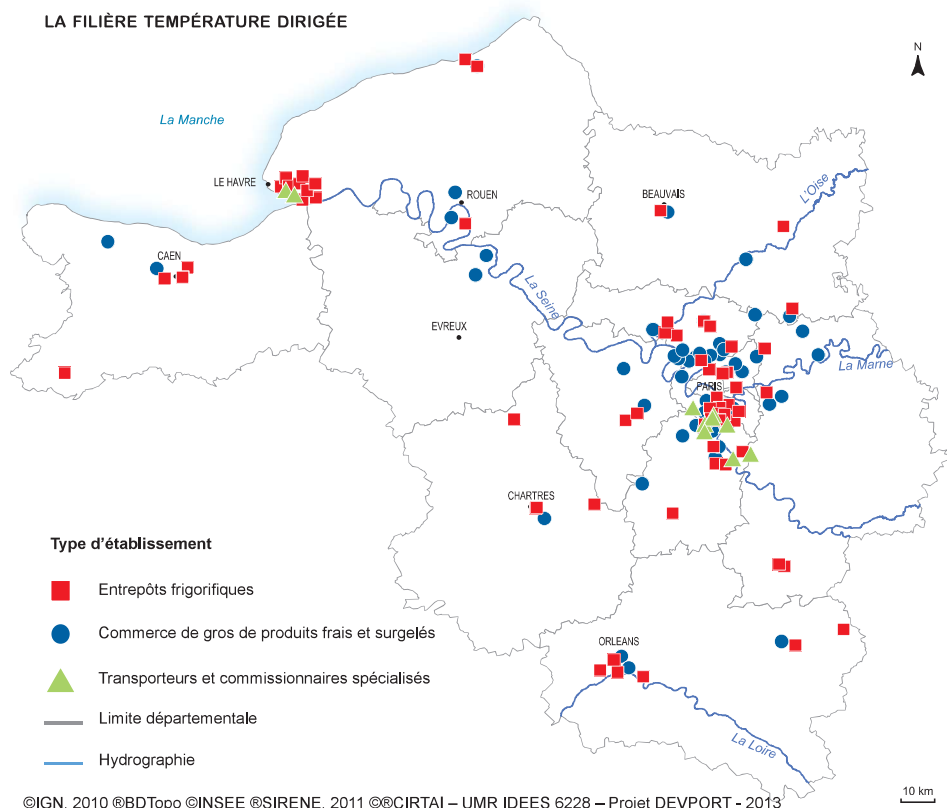 LA FILIÈRE TEMPÉRATURE DIRIGÉE
N
La Manche
LE HAVRE
ROUEN
BEAUVAIS
L'Oise
CAEN
La Seine
EVREUX
La Marne
PARIS
CHARTRES
Type d'établissement
Entrepôts frigorifiques
Commerce de gros de produits frais et surgelés
ORLEANS
Transporteurs et commissionnaires spécialisés
Limite départementale
La Loire
Hydrographie
10 km
©IGN, 2010 ®BDTopo ©INSEE ®SIRENE, 2011 ©®CIRTAI – UMR IDEES 6228 – Projet DEVPORT - 2013